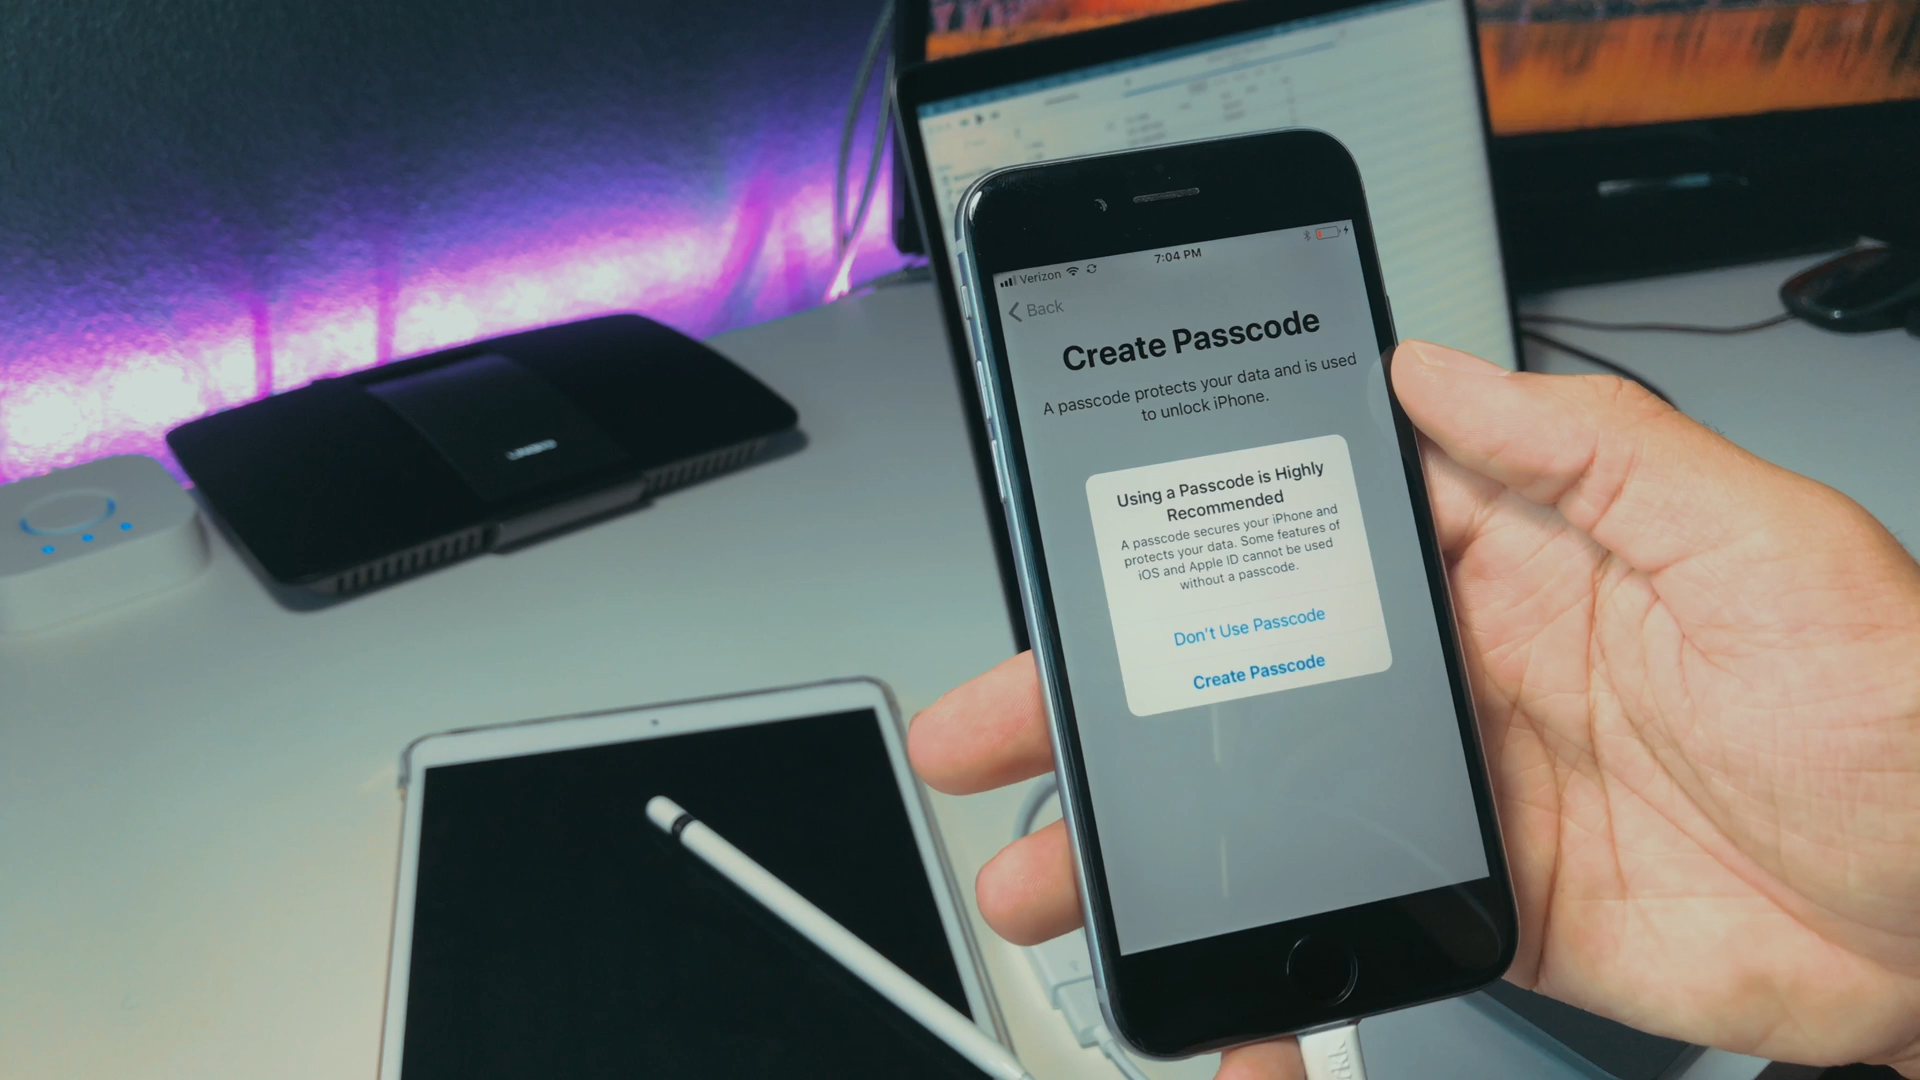 Verizon 7:04 PM
Back
Create Passcode
A passcode protects your data and is used
to unlock iPhone.
Using a Passcode is Highly
Recommended
A passcode secures your iPhone and
protects your data. Some features of
iOS and Apple ID cannot be used
without a passcode.
Don't Use Passcode
Create Passcode